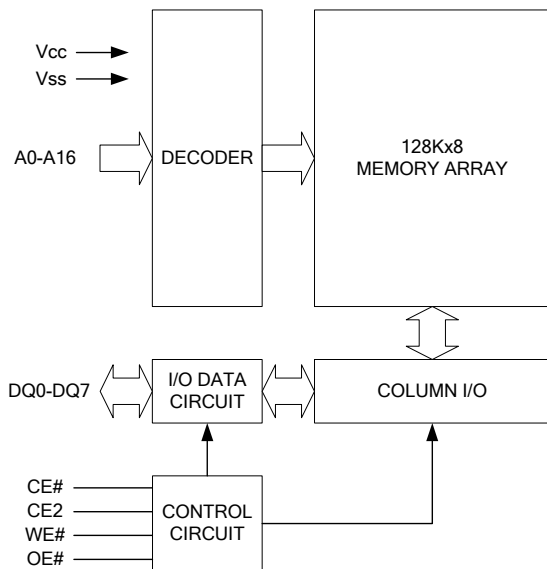 Vcc
Vss
A0-A16
DECODER
128Kx8
MEMORY ARRAY
DQ0-DQ7
I/O DATA
CIRCUIT
COLUMN I/O
CE#
CE2
WE#
OE#
CONTROL
CIRCUIT